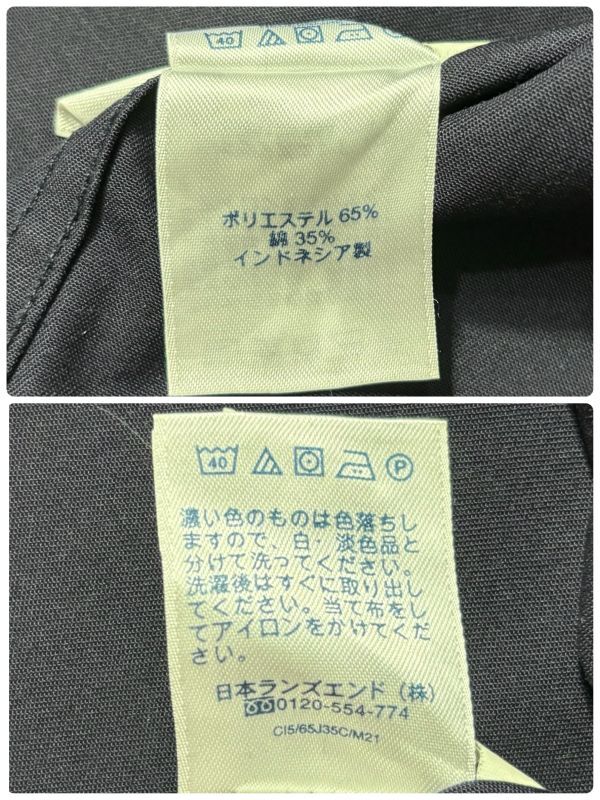 40
ポリエステル 65%
綿 35%
インドネシア製
40 P
濃い色のものは色落ちし
ますので、白・淡色品と
分けて洗ってください。
洗濯後はすぐに取り出し
てください。当て布をし
てアイロンをかけてくだ
さい。
日本ランズエンド（株）
0120-554-774
CI5/65J35C/M21